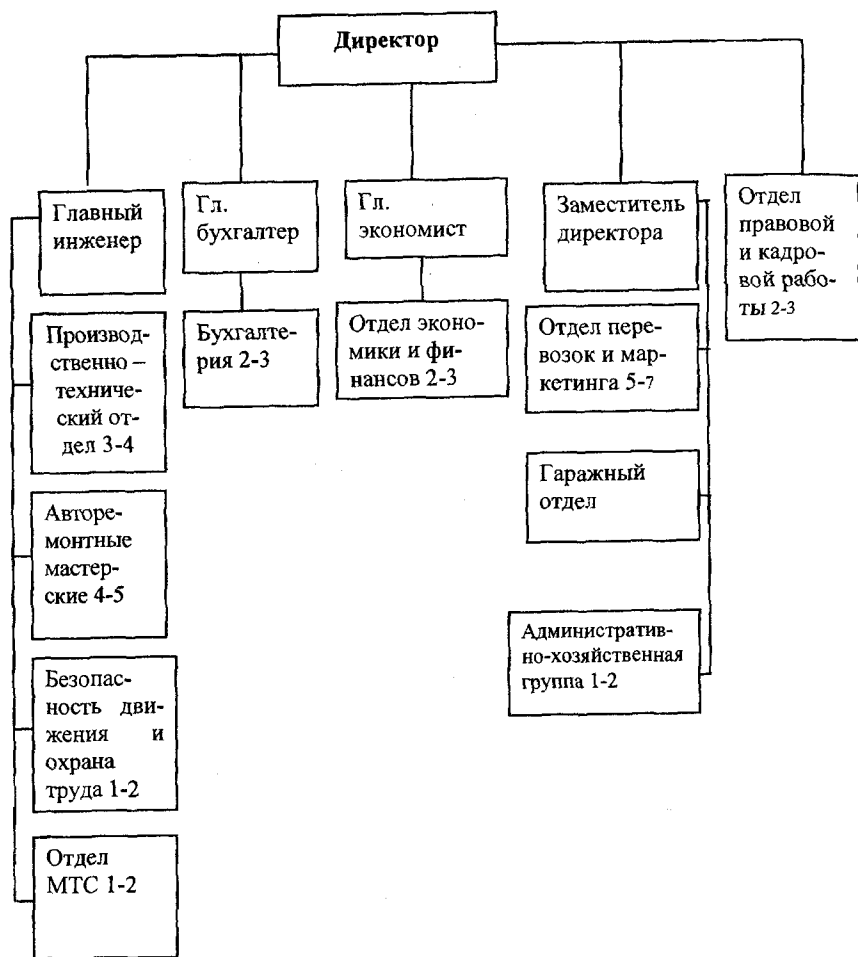 Директор
Главный
инженер
Гл.
бухгалтер
Гл.
экономист
Заместитель
директора
Отдел
правовой
и кадро-
вой рабо-
ты 2-3
Производ-
ственно –
техниче-
ский от-
дел 3-4
Бухгалте-
рия 2-3
Отдел эконо-
мики и фи-
нансов 2-3
Отдел пере-
возок и мар-
кетинга 5-7
Гаражный
отдел
Авторе-
монтные
мастер-
ские 4-5
Административ-
но-хозяйственная
группа 1-2
Безопас-
ность дви-
жения и
охрана
труда 1-2
Отдел
МТС 1-2